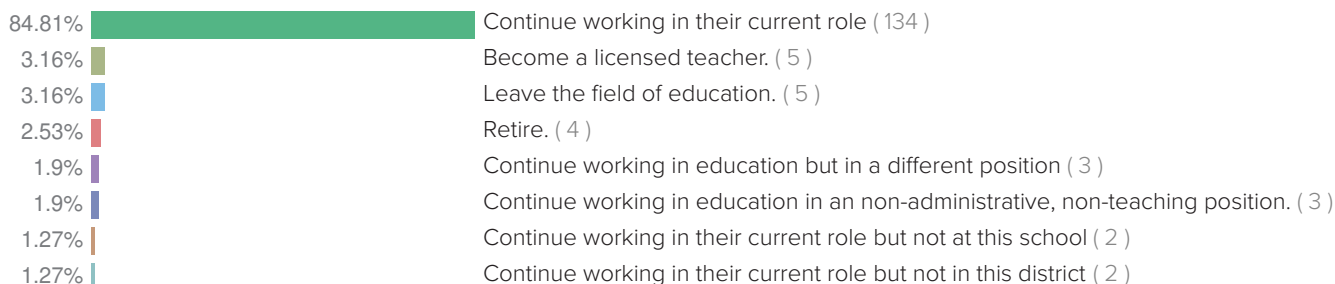 84.81% Continue working in their current role ( 134 )
3.16% Become a licensed teacher. ( 5 )
3.16% Leave the field of education. ( 5 )
2.53% Retire. ( 4 )
1.9% Continue working in education but in a different position ( 3 )
1.9% Continue working in education in an non-administrative, non-teaching position. ( 3 )
1.27% Continue working in their current role but not at this school ( 2 )
1.27% Continue working in their current role but not in this district ( 2 )